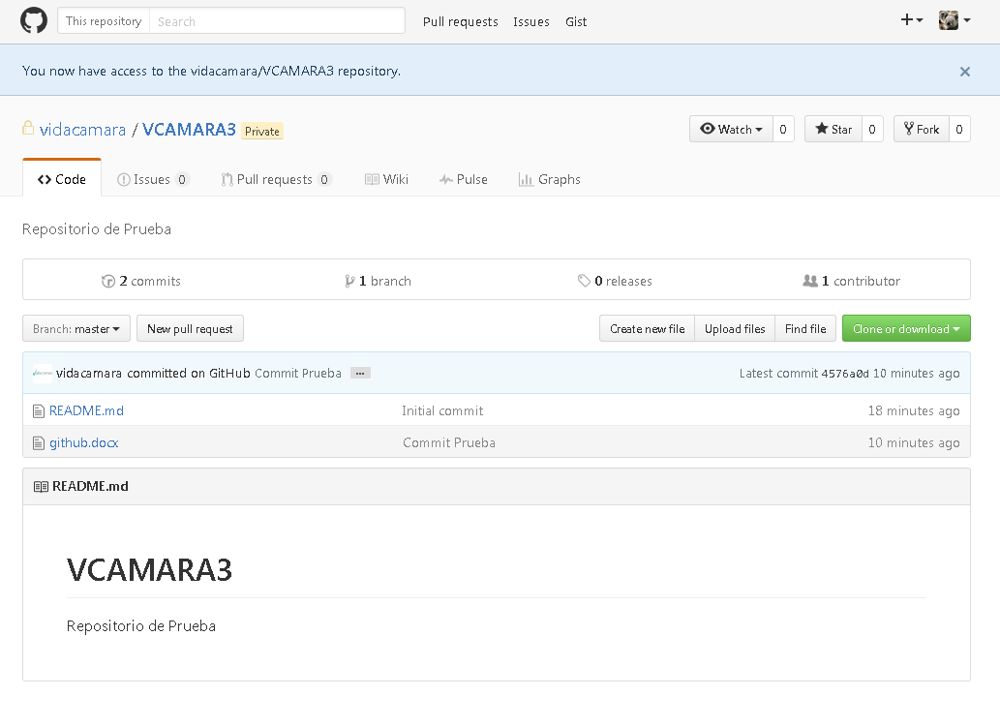 This repository Search Pull requests Issues Gist
You now have access to the vidacamara/VCAMARA3 repository.
vidacamara / VCAMARA3 Private Watch 0 Star 0 Fork 0
Code Issues 0 Pull requests 0 Wiki Pulse Graphs
Repositorio de Prueba
2 commits 1 branch 0 releases 1 contributor
Branch: master New pull request Create new file Upload files Find file Clone or download
vidacamara committed on GitHub Commit Prueba ... Latest commit 4576a0d 10 minutes ago
README.md Initial commit 18 minutes ago
github.docx Commit Prueba 10 minutes ago
README.md
VCAMARA3
Repositorio de Prueba